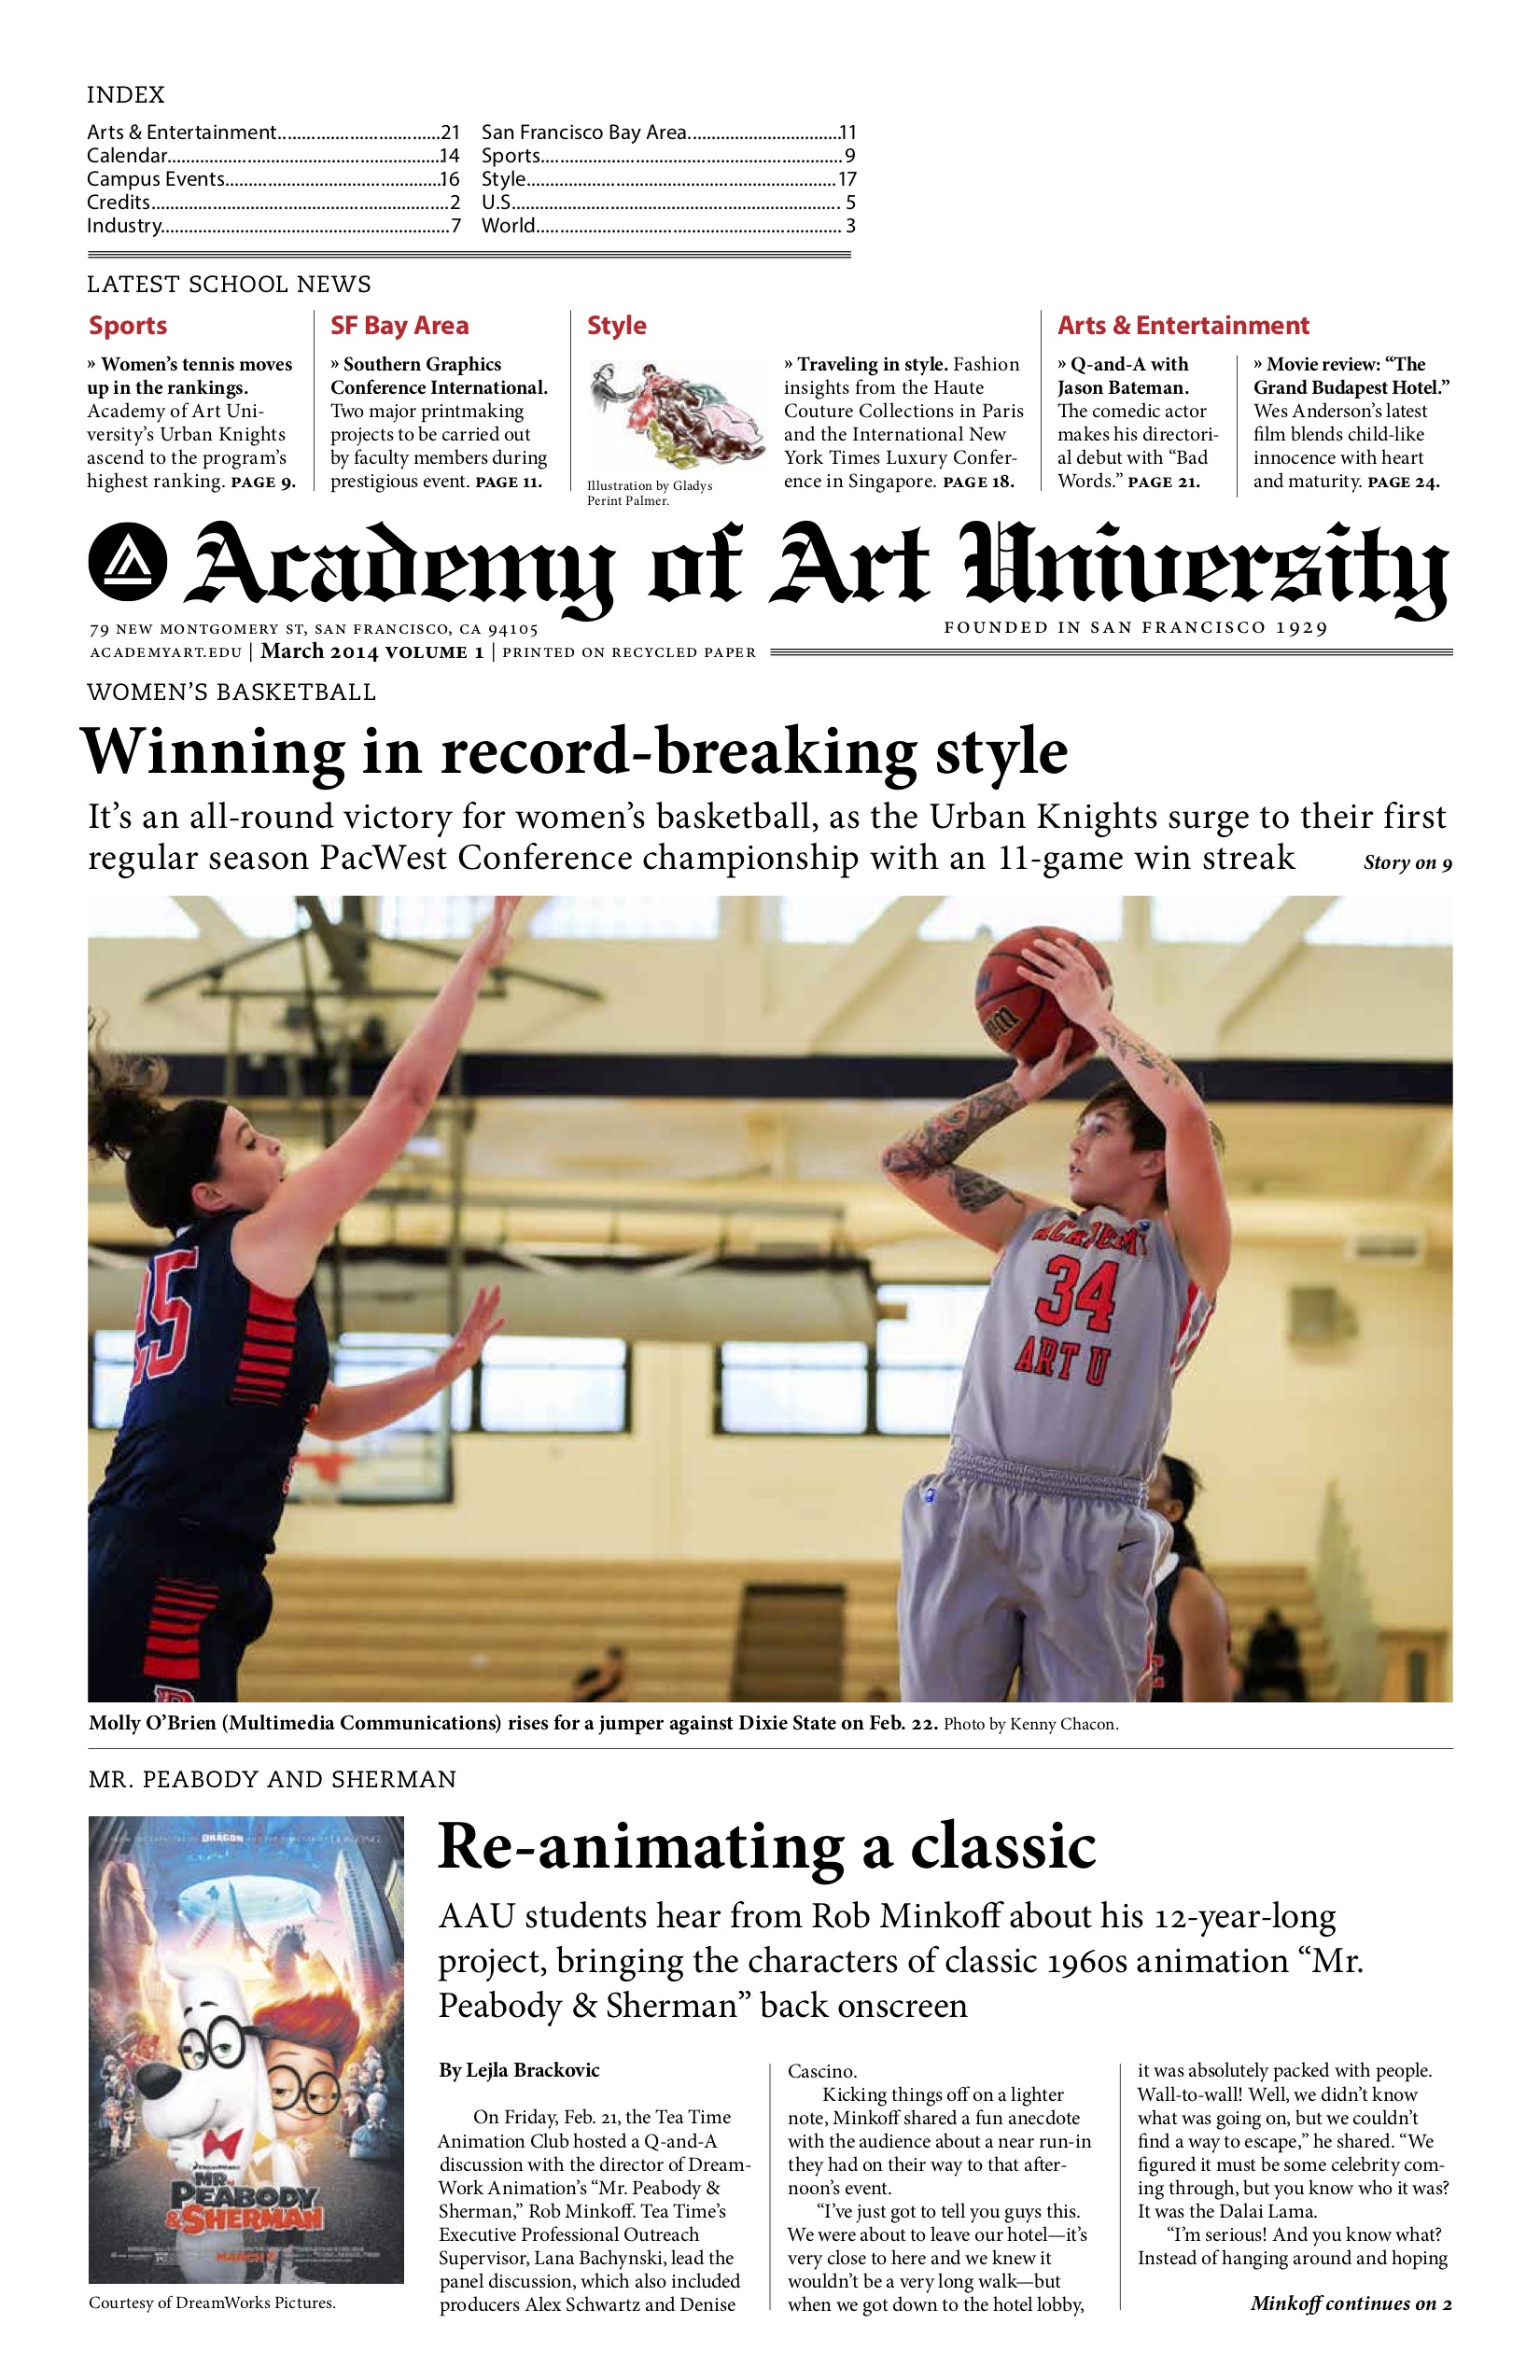 INDEX
Arts & Entertainment..................................21
Calendar..........................................................14
Campus Events..............................................16
Credits...............................................................2
Industry.............................................................7
San Francisco Bay Area................................11
Sports................................................................9
Style.................................................................17
U.S..................................................................... 5
World................................................................. 3
LATEST SCHOOL NEWS
Sports
» Women’s tennis moves
up in the rankings.
Academy of Art Uni-
versity’s Urban Knights
ascend to the program’s
highest ranking. PAGE 9.
SF Bay Area
» Southern Graphics
Conference International.
Two major printmaking
projects to be carried out
by faculty members during
prestigious event. PAGE 11.
Style
Illustration by Gladys
Perint Palmer.
» Traveling in style. Fashion
insights from the Haute
Couture Collections in Paris
and the International New
York Times Luxury Confer-
ence in Singapore. PAGE 18.
Arts & Entertainment
» Q-and-A with
Jason Bateman.
The comedic actor
makes his directori-
al debut with “Bad
Words.” PAGE 21.
» Movie review: “The
Grand Budapest Hotel.”
Wes Anderson’s latest
film blends child-like
innocence with heart
and maturity. PAGE 24.
Academy of Art University
79 NEW MONTGOMERY ST, SAN FRANCISCO, CA 94105
FOUNDED IN SAN FRANCISCO 1929
ACADEMYART.EDU | March 2014 VOLUME 1 | PRINTED ON RECYCLED PAPER
WOMEN’S BASKETBALL
Winning in record-breaking style
It’s an all-round victory for women’s basketball, as the Urban Knights surge to their first
regular season PacWest Conference championship with an 11-game win streak
Story on 9
25
ACADEMY
34
ART U
Molly O’Brien (Multimedia Communications) rises for a jumper against Dixie State on Feb. 22. Photo by Kenny Chacon.
MR. PEABODY AND SHERMAN
DRAGON
DREAMWORKS
MR.
PEABODY
& SHERMAN
MARCH 7
Courtesy of DreamWorks Pictures.
Re-animating a classic
AAU students hear from Rob Minkoff about his 12-year-long
project, bringing the characters of classic 1960s animation “Mr.
Peabody & Sherman” back onscreen
By Lejla Brackovic
On Friday, Feb. 21, the Tea Time
Animation Club hosted a Q-and-A
discussion with the director of Dream-
Work Animation’s “Mr. Peabody &
Sherman,” Rob Minkoff. Tea Time’s
Executive Professional Outreach
Supervisor, Lana Bachynski, lead the
panel discussion, which also included
producers Alex Schwartz and Denise
Cascino.
Kicking things off on a lighter
note, Minkoff shared a fun anecdote
with the audience about a near run-in
they had on their way to that after-
noon’s event.
“I’ve just got to tell you guys this.
We were about to leave our hotel—it’s
very close to here and we knew it
wouldn’t be a very long walk—but
when we got down to the hotel lobby,
it was absolutely packed with people.
Wall-to-wall! Well, we didn’t know
what was going on, but we couldn’t
find a way to escape,” he shared. “We
figured it must be some celebrity com-
ing through, but you know who it was?
It was the Dalai Lama.
“I’m serious! And you know what?
Instead of hanging around and hoping
Minkoff continues on 2